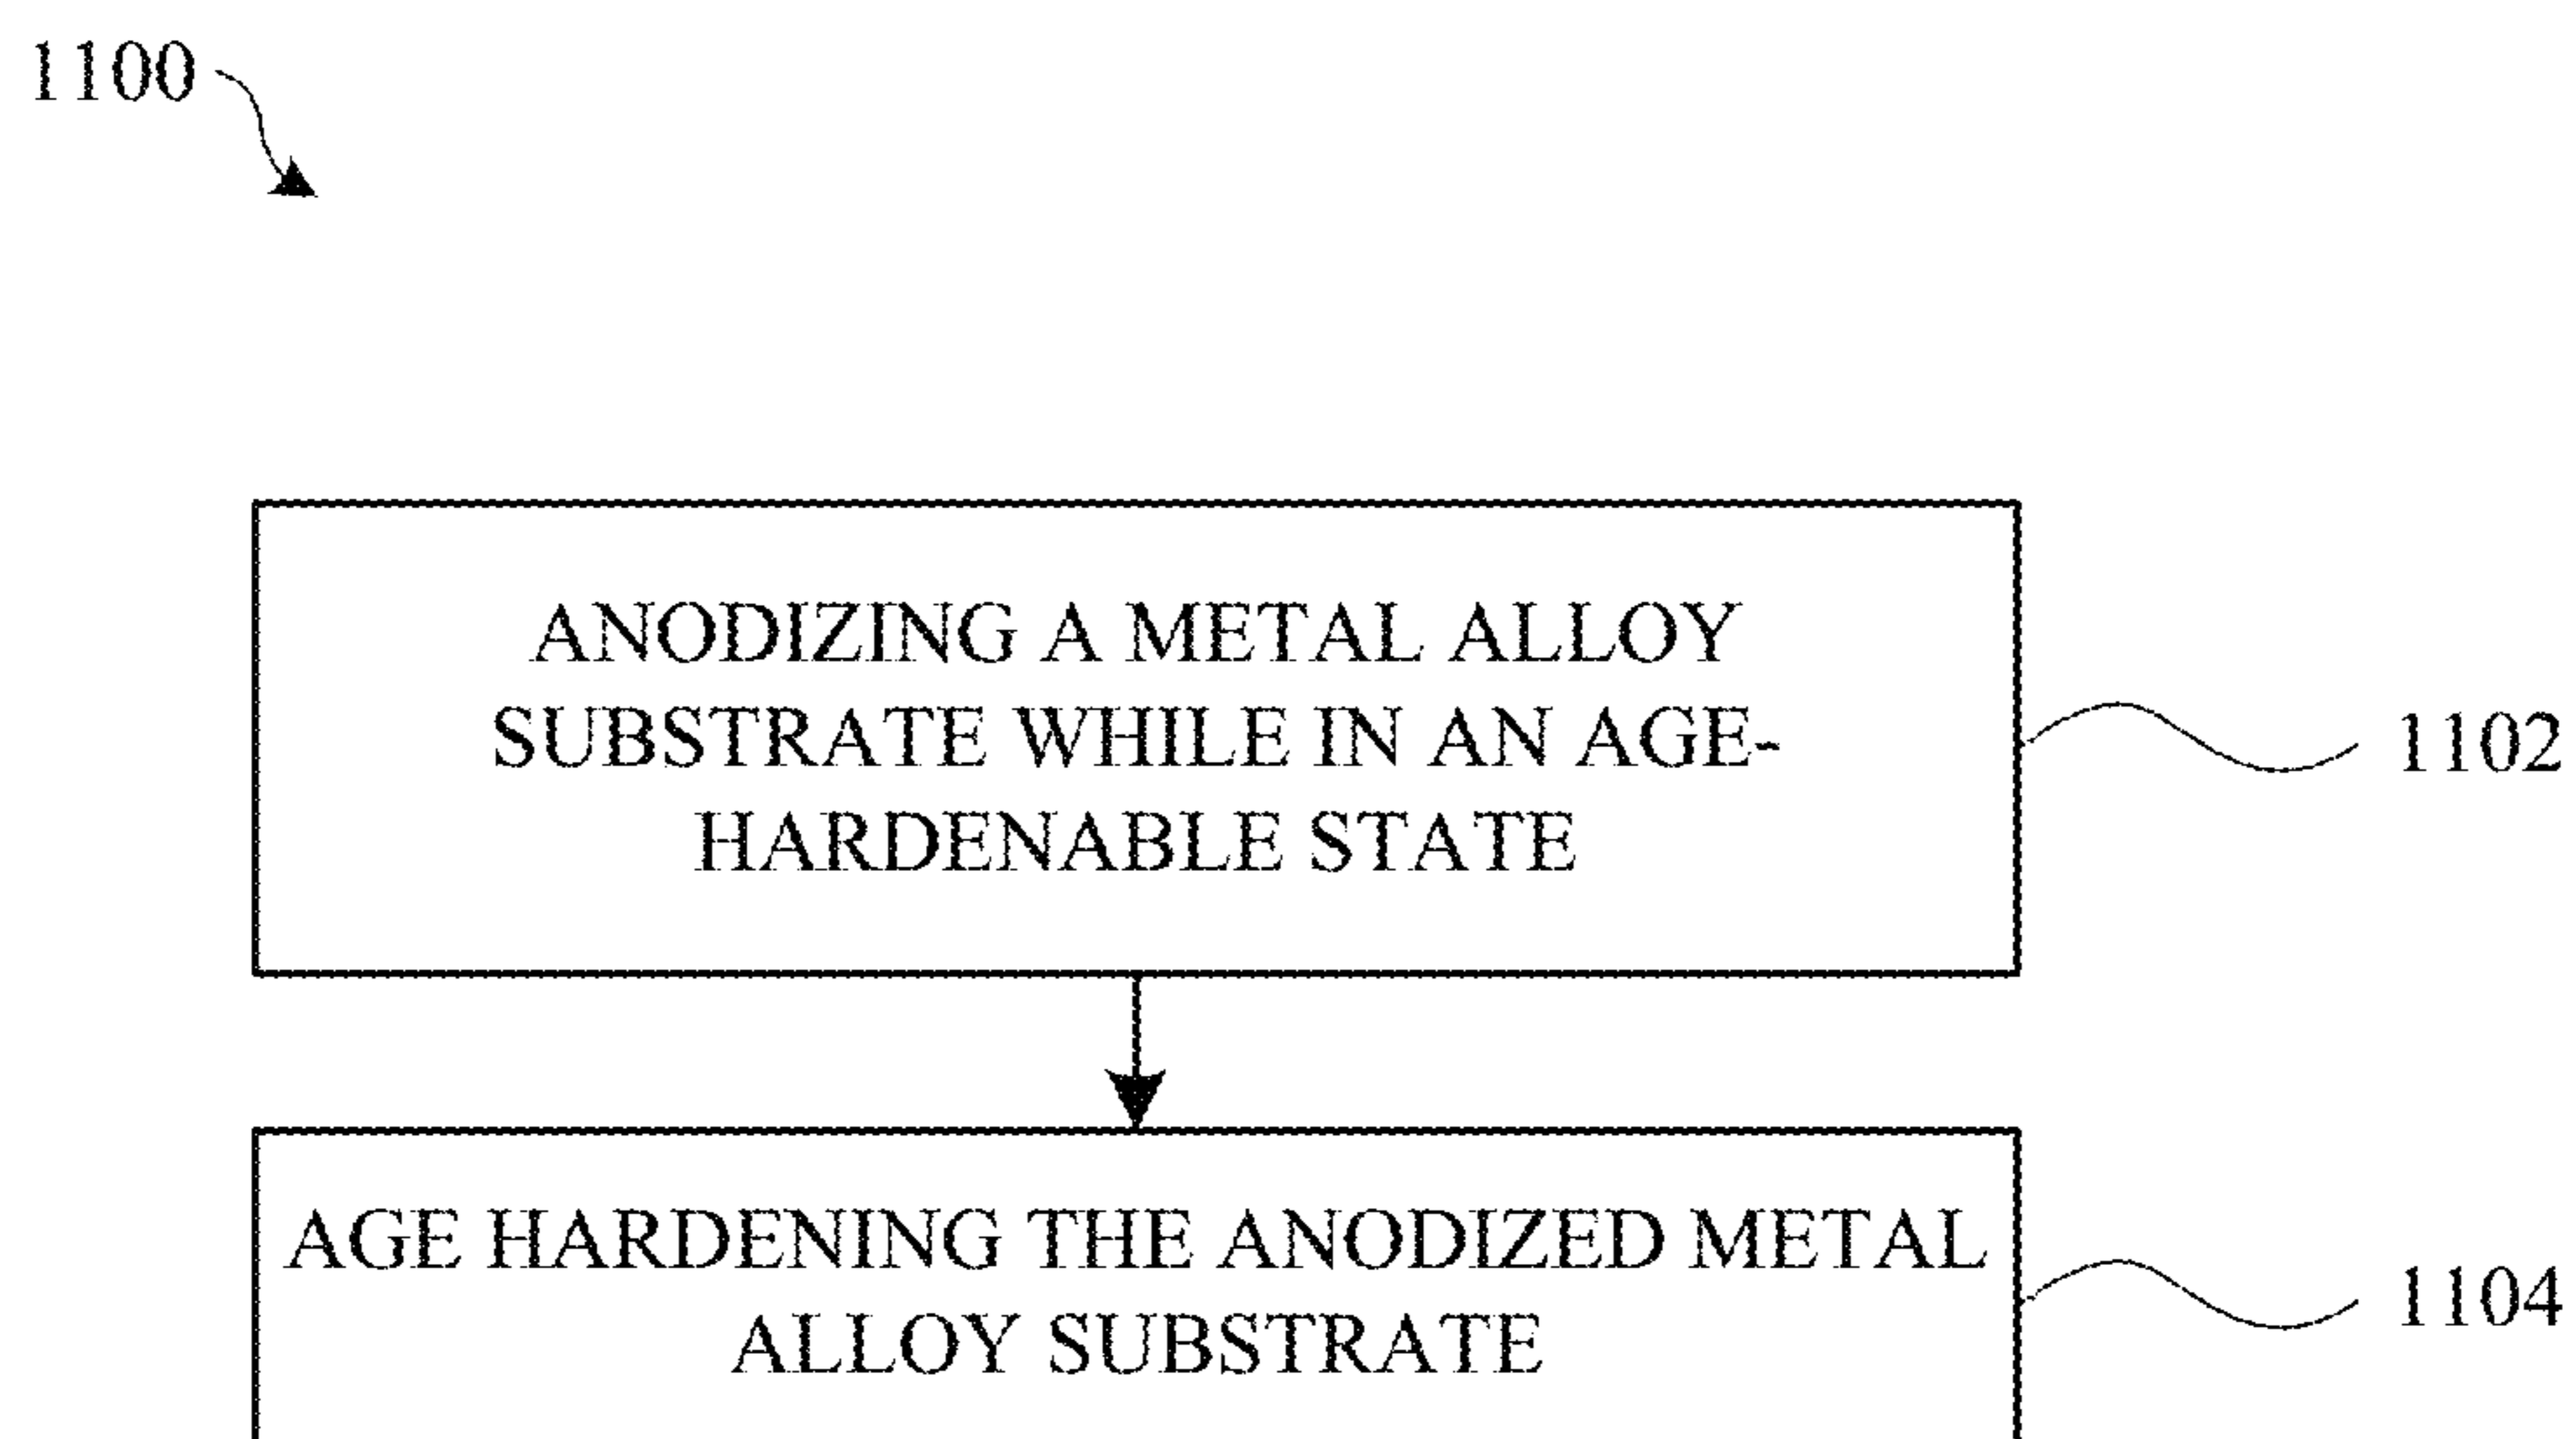 1100
ANODIZING A METAL ALLOY
SUBSTRATE WHILE IN AN AGE-
HARDENABLE STATE
1102
AGE HARDENING THE ANODIZED METAL
ALLOY SUBSTRATE
1104